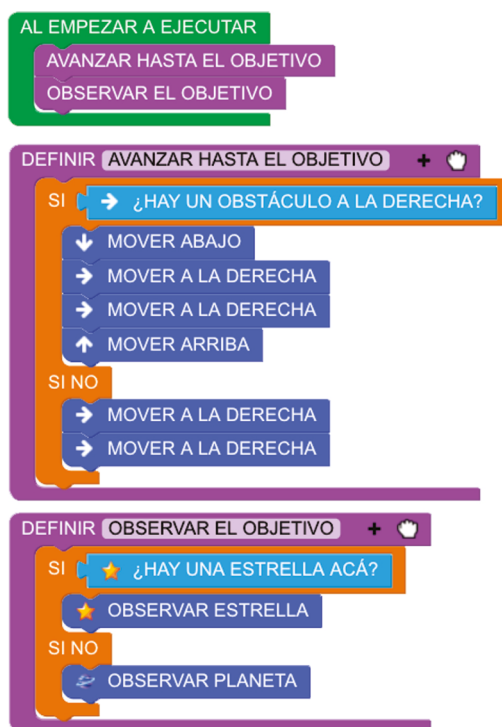 AL EMPEZAR A EJECUTAR
AVANZAR HASTA EL OBJETIVO
OBSERVAR EL OBJETIVO
DEFINIR AVANZAR HASTA EL OBJETIVO +
SI ¿HAY UN OBSTÁCULO A LA DERECHA?
MOVER ABAJO
MOVER A LA DERECHA
MOVER A LA DERECHA
MOVER ARRIBA
SI NO
MOVER A LA DERECHA
MOVER A LA DERECHA
DEFINIR OBSERVAR EL OBJETIVO +
SI ¿HAY UNA ESTRELLA ACÁ?
OBSERVAR ESTRELLA
SI NO
OBSERVAR PLANETA